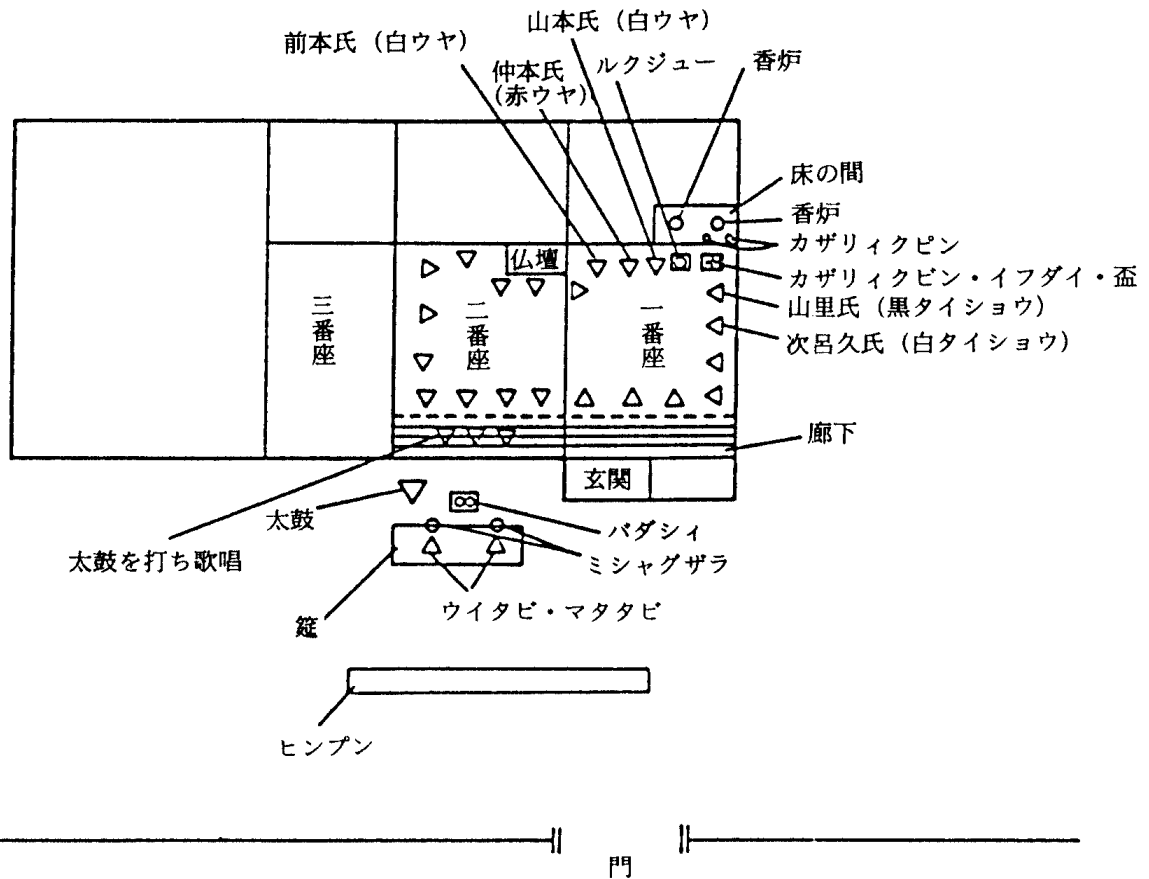 山本氏(白ウヤ)
前本氏(白ウヤ)
仲本氏
(赤ウヤ)
ルクジュー
香炉
床の間
香炉
カザリィクピン
カザリィクビン・イフダイ・盃
山里氏(黒タイショウ)
次呂久氏(白タイショウ)
仏壇
三番座
二番座
一番座
廊下
玄関
太鼓
バダシィ
太鼓を打ち歌唱
ミシャグザラ
ウイタビ・マタタビ
筵
ヒンプン
門